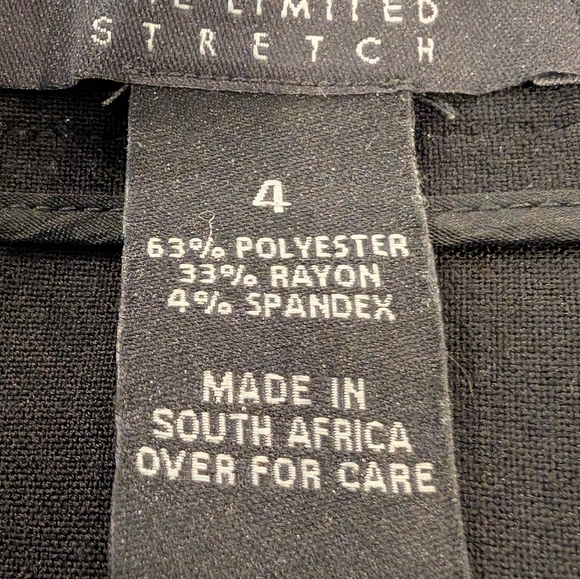 LIMITED
STRETCH
4
63% POLYESTER
33% RAYON
4% SPANDEX
MADE IN
SOUTH AFRICA
OVER FOR CARE